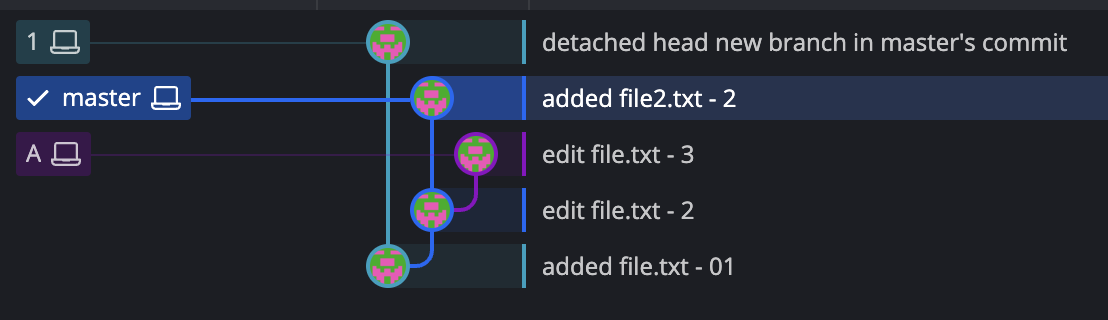 1 detached head new branch in master's commit
master added file2.txt - 2
A edit file.txt - 3
edit file.txt - 2
added file.txt - 01